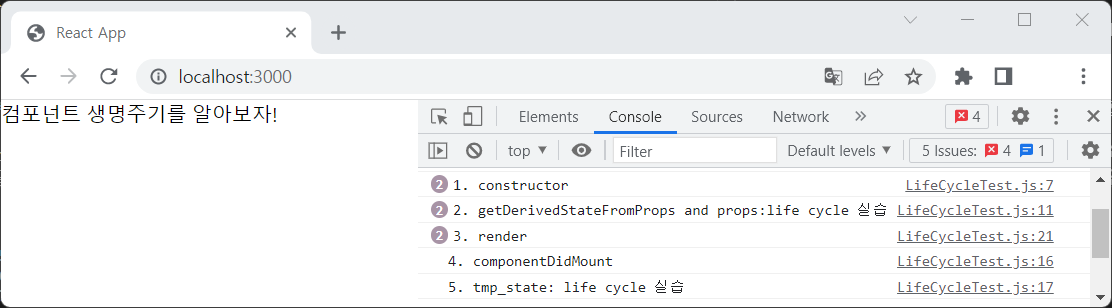 React App
localhost:3000
컴포넌트 생명주기를 알아보자!
Elements Console Sources Network » 4
top ▼ Filter Default levels ▼ 5 Issues: 4 1
2 1. constructor LifeCycleTest.js:7
2 2. getDerivedStateFromProps and props:life cycle 실습 LifeCycleTest.js:11
2 3. render LifeCycleTest.js:21
4. componentDidMount LifeCycleTest.js:16
5. tmp_state: life cycle 실습 LifeCycleTest.js:17